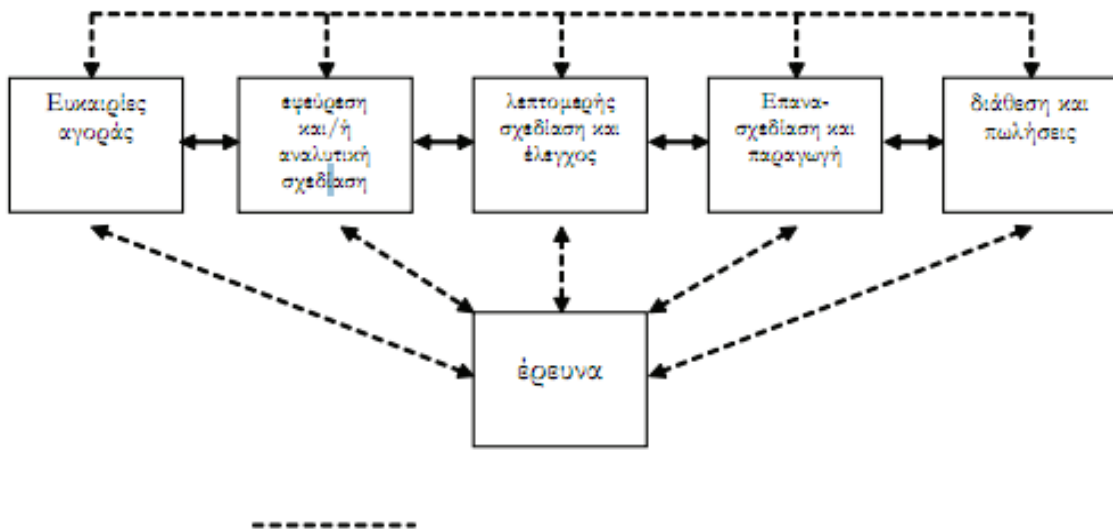 Ευκαιρίες
αγοράς
εφεύρεση
και/ή
αναλυτική
σχεδίαση
λεπτομερής
σχεδίαση και
έλεγχος
Επανα-
σχεδίαση και
παραγωγή
διάθεση και
πωλήσεις
έρευνα